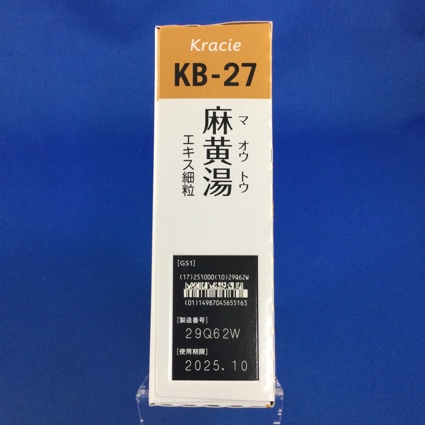 Kracie
KB-27
麻黄湯
マ オウ トウ
エキス細粒
[GS1]
(17)251000(10)29Q62W
(01)14987045655163
[製造番号]
29Q62W
[使用期限]
2025.10